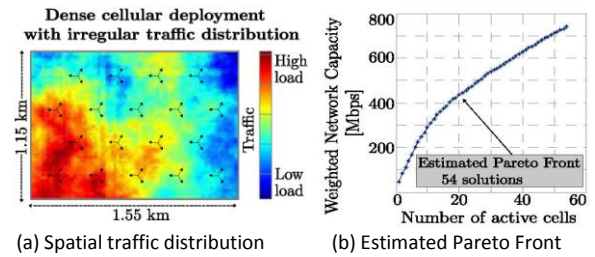 Dense cellular deployment
with irregular traffic distribution
High
load
Traffic
Low
load
1.15 km
1.55 km
(a) Spatial traffic distribution
Weighted Network Capacity
[Mbps]
800
600
400
200
0
20
40
60
Estimated Pareto Front
54 solutions
Number of active cells
(b) Estimated Pareto Front